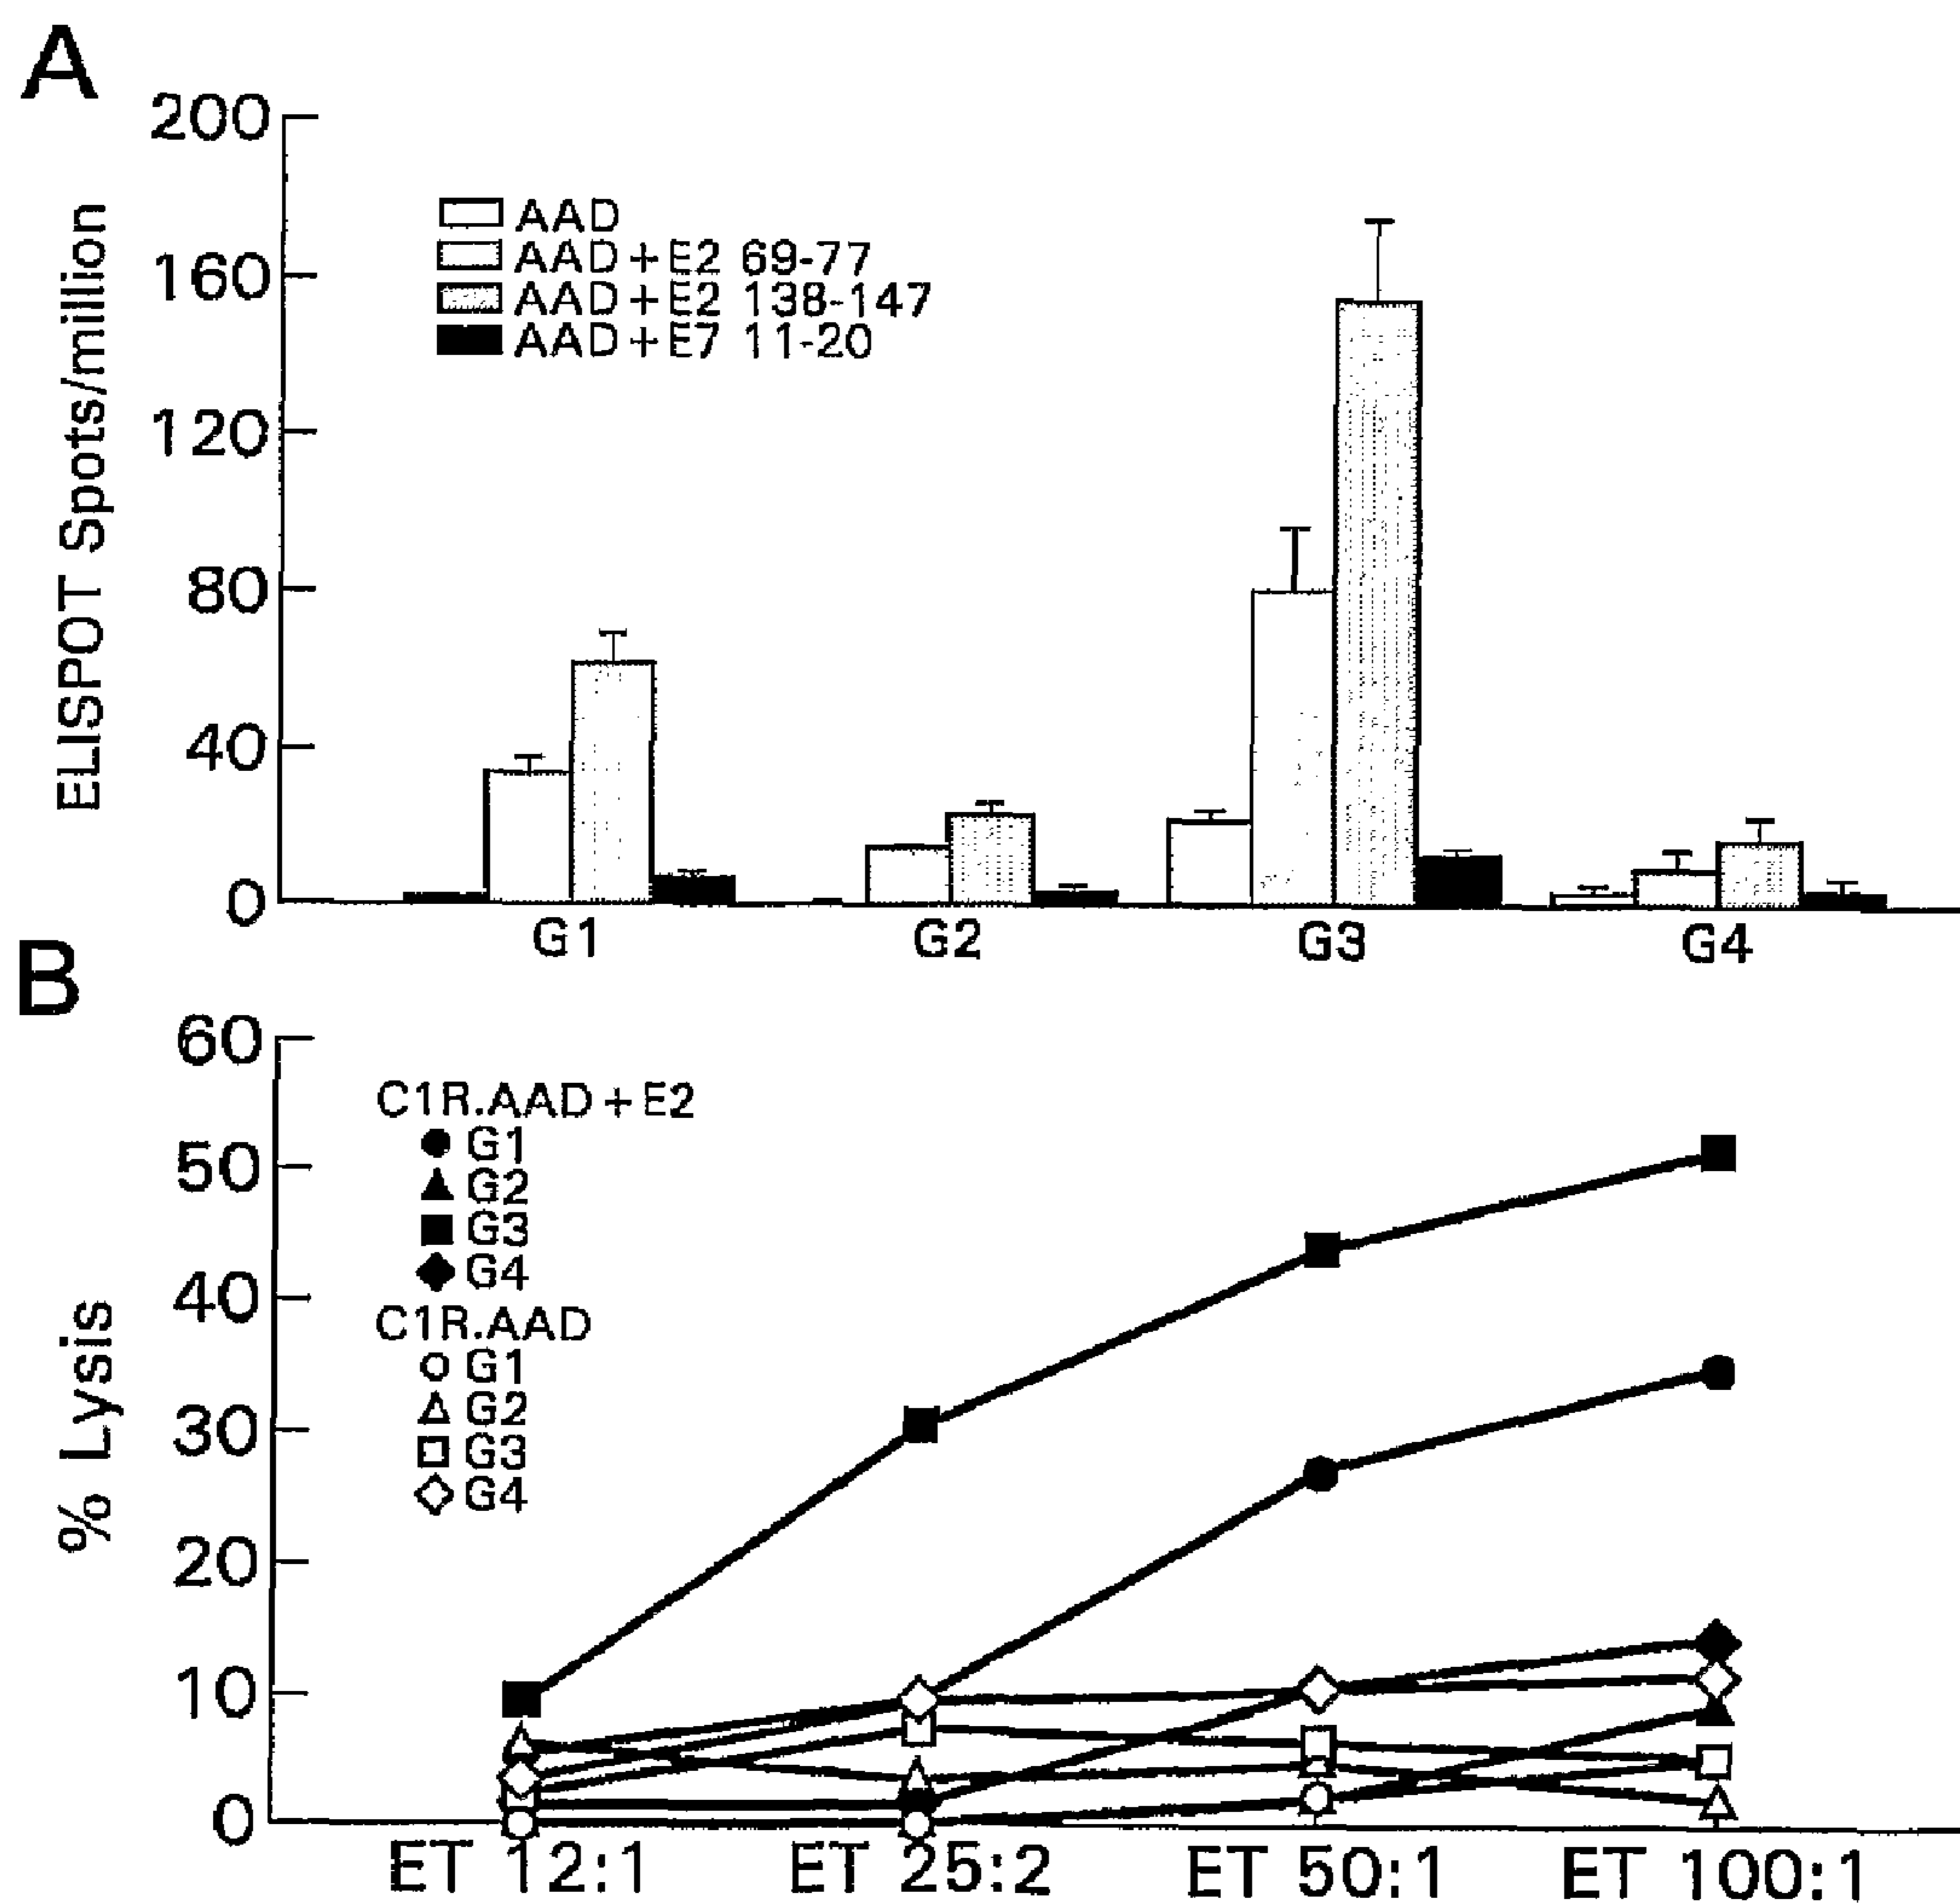 A
200
160
120
80
40
0
ELISPOT Spots/million
AAD
AAD+E2 69-77
AAD+E2 138-147
AAD+E7 11-20
G1 G2 G3 G4
B
60
50
40
30
20
10
0
% Lysis
C1R.AAD+E2
G1
G2
G3
G4
C1R.AAD
G1
G2
G3
G4
ET 12:1 ET 25:2 ET 50:1 ET 100:1